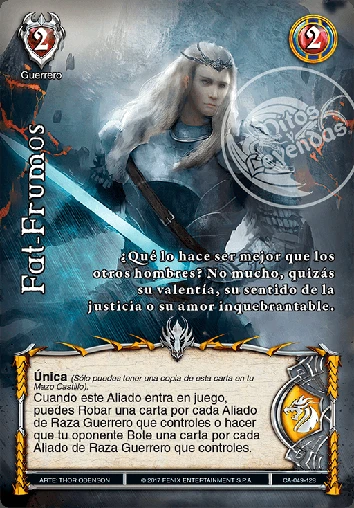 2
2
Guerrero
Mitos
Leyendas
Fat-Frumos
¿Qué lo hace ser mejor que los
otros hombres? No mucho, quizás
su valentía, su sentido de la
justicia o su amor inquebrantable.
Única (Sólo puedes tener una copia de esta carta en tu
Mazo Castillo).
Cuando este Aliado entra en juego,
puedes Robar una carta por cada Aliado
de Raza Guerrero que controles o hacer
que tu oponente Bote una carta por cada
Aliado de Raza Guerrero que controles.
ARTE: THOR ODENSON
© 2017 FENIX ENTERTAINMENT S.P.A.
CA-049-129